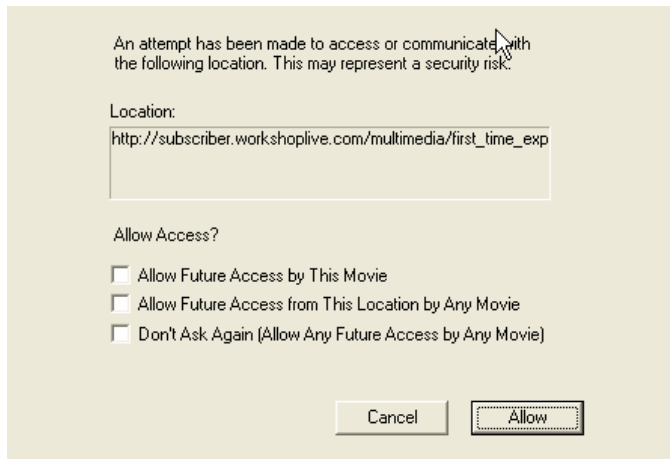 An attempt has been made to access or communicate with
the following location. This may represent a security risk.
Location:
http://subscriber.workshoplive.com/multimedia/first_time_exp
Allow Access?
Allow Future Access by This Movie
Allow Future Access from This Location by Any Movie
Don't Ask Again (Allow Any Future Access by Any Movie)
Cancel
Allow